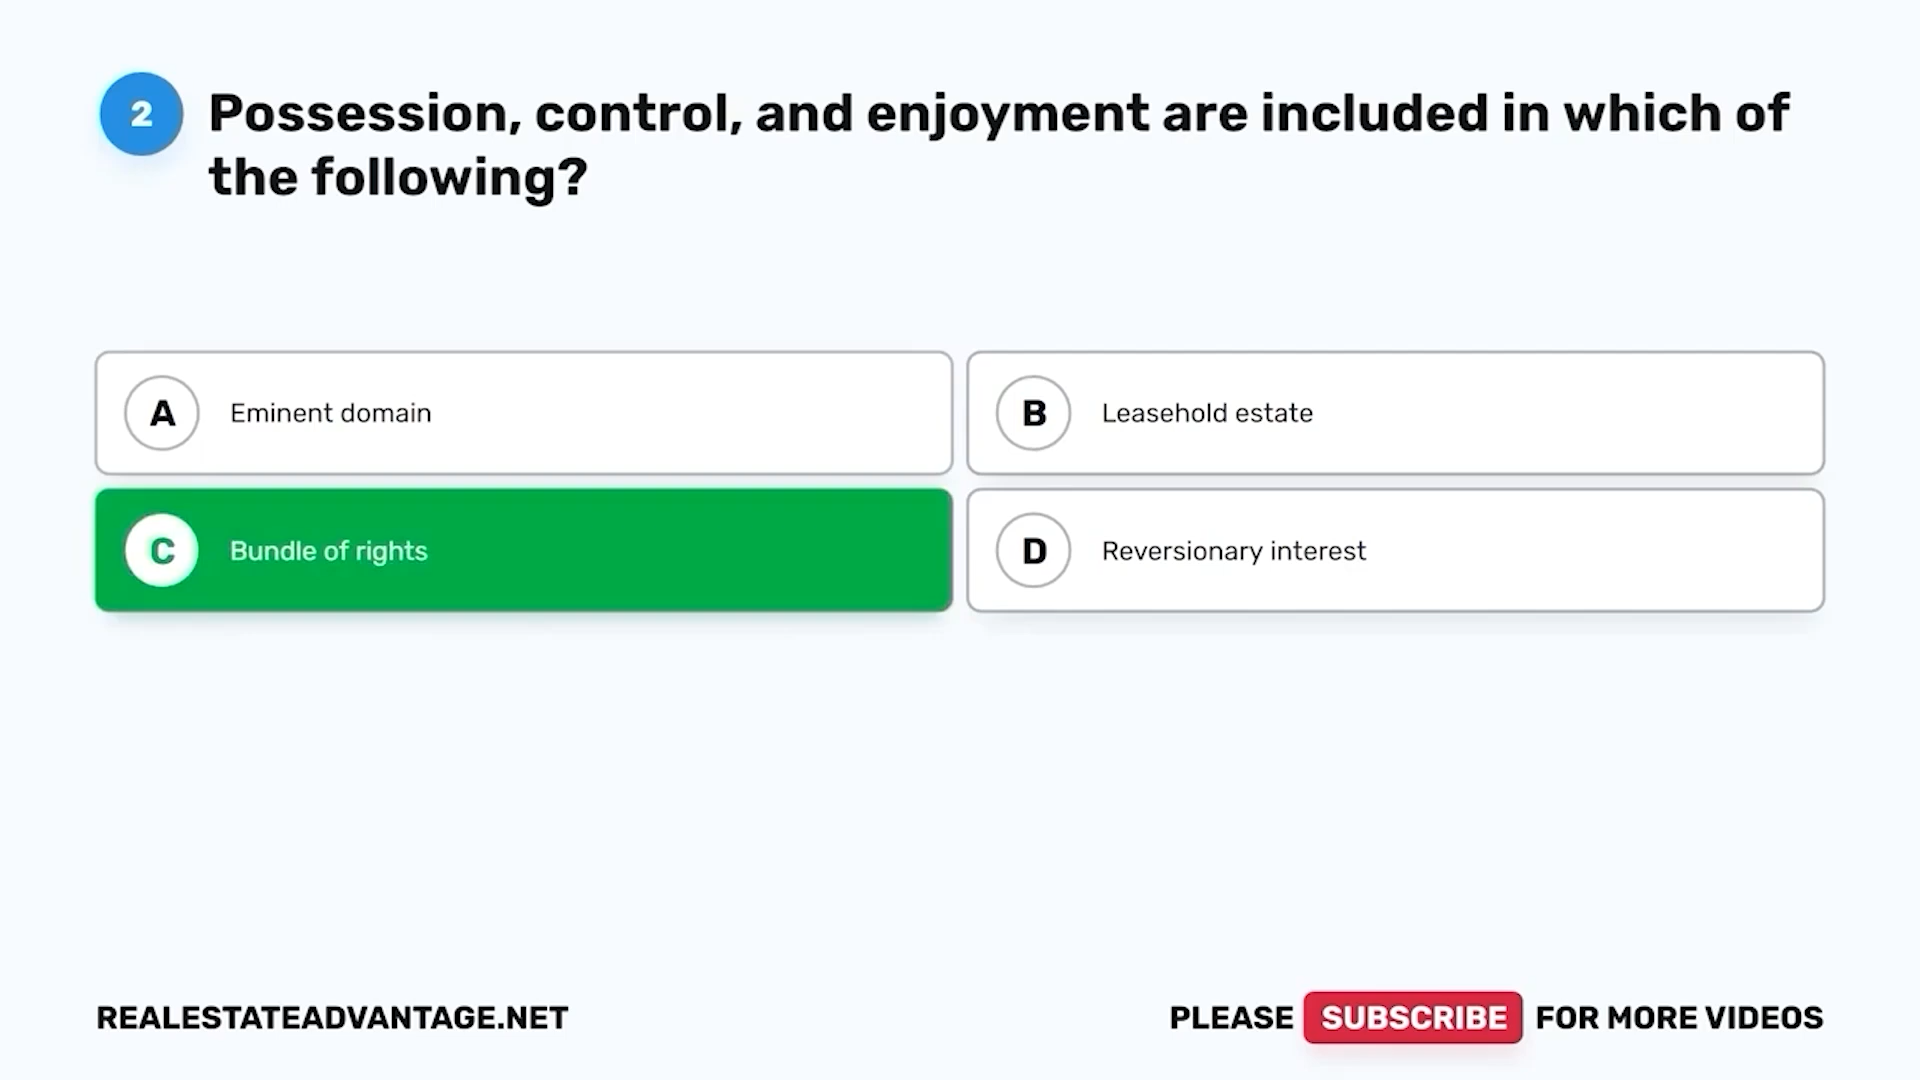 2
Possession, control, and enjoyment are included in which of
the following?
A
Eminent domain
B
Leasehold estate
C
Bundle of rights
D
Reversionary interest
REALESTATEADVANTAGE.NET
PLEASE SUBSCRIBE FOR MORE VIDEOS